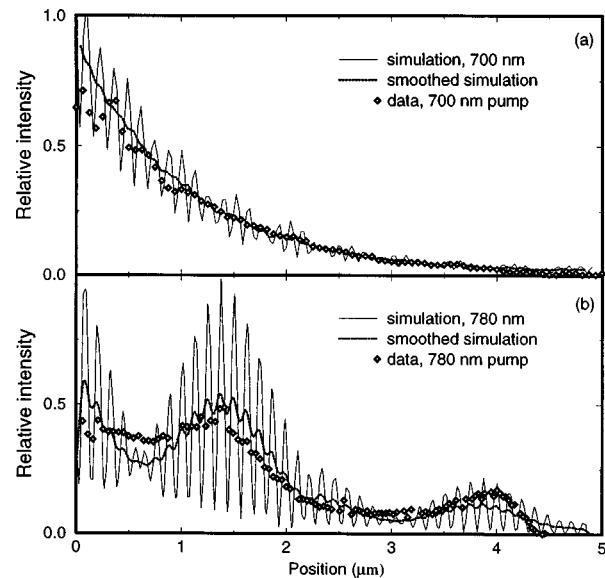 1.0
(a)
simulation, 700 nm
smoothed simulation
data, 700 nm pump
Relative intensity
0.5
0.0
(b)
simulation, 780 nm
smoothed simulation
data, 780 nm pump
Relative intensity
0.5
0.0
0 1 2 3 4 5
Position (μm)